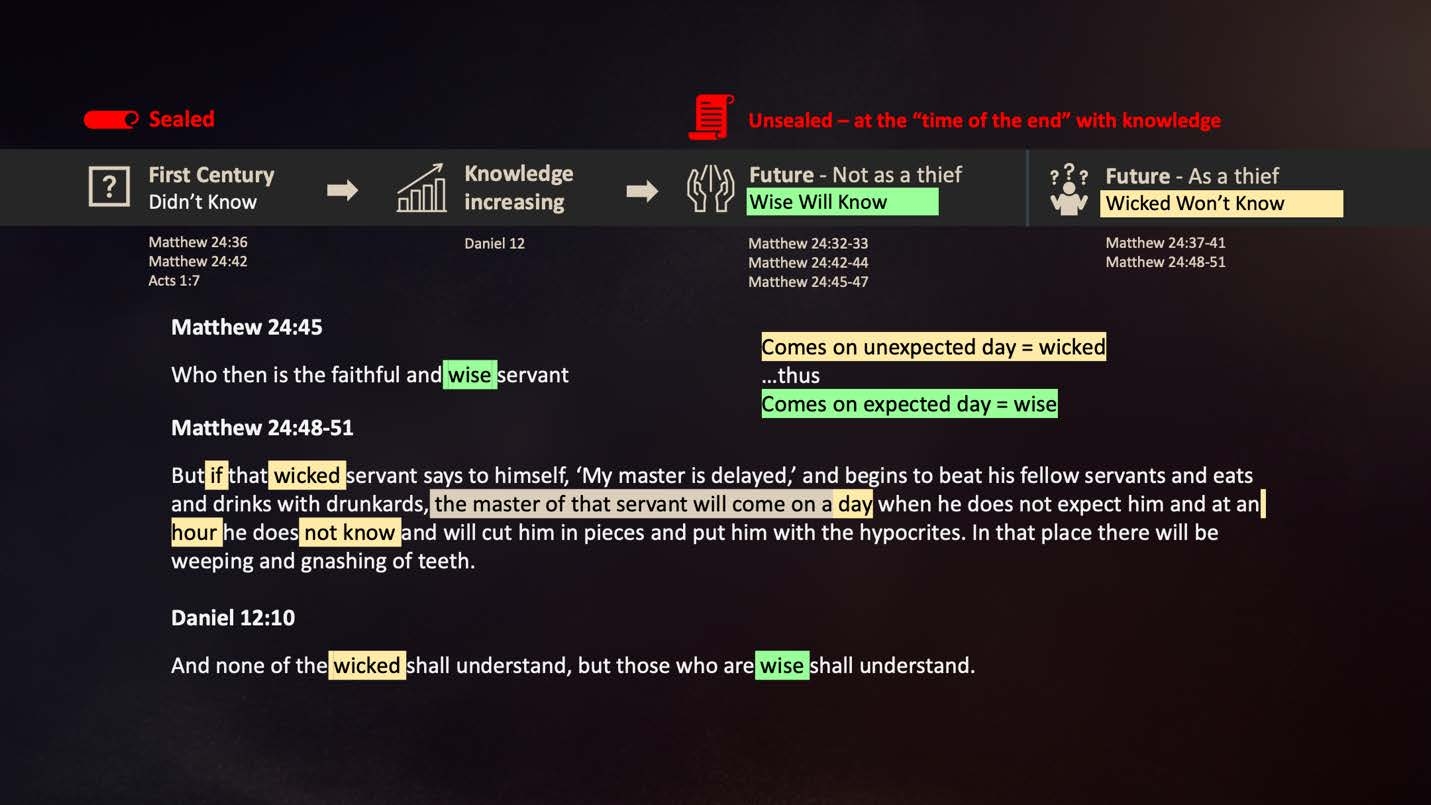 Sealed
Unsealed – at the “time of the end” with knowledge
?
First Century
Didn’t Know
Knowledge
increasing
Future - Not as a thief
Wise Will Know
???
Future - As a thief
Wicked Won’t Know
Matthew 24:36
Matthew 24:42
Acts 1:7
Daniel 12
Matthew 24:32-33
Matthew 24:42-44
Matthew 24:45-47
Matthew 24:37-41
Matthew 24:48-51
Matthew 24:45
Who then is the faithful and wise servant
Comes on unexpected day = wicked
…thus
Comes on expected day = wise
Matthew 24:48-51
But if that wicked servant says to himself, ‘My master is delayed,’ and begins to beat his fellow servants and eats
and drinks with drunkards, the master of that servant will come on a day when he does not expect him and at an
hour he does not know and will cut him in pieces and put him with the hypocrites. In that place there will be
weeping and gnashing of teeth.
Daniel 12:10
And none of the wicked shall understand, but those who are wise shall understand.